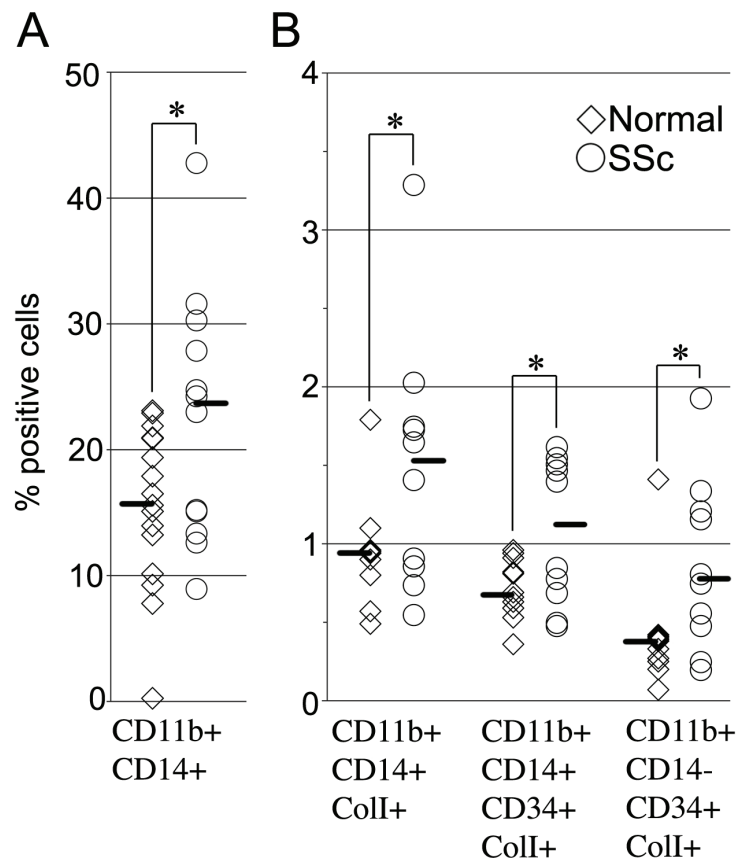 A
B
% positive cells
50
40
30
20
10
0
*
CD11b+
CD14+
4
3
2
1
0
*
*
*
Normal
SSc
CD11b+
CD14+
ColI+
CD11b+
CD14+
CD34+
ColI+
CD11b+
CD14-
CD34+
ColI+